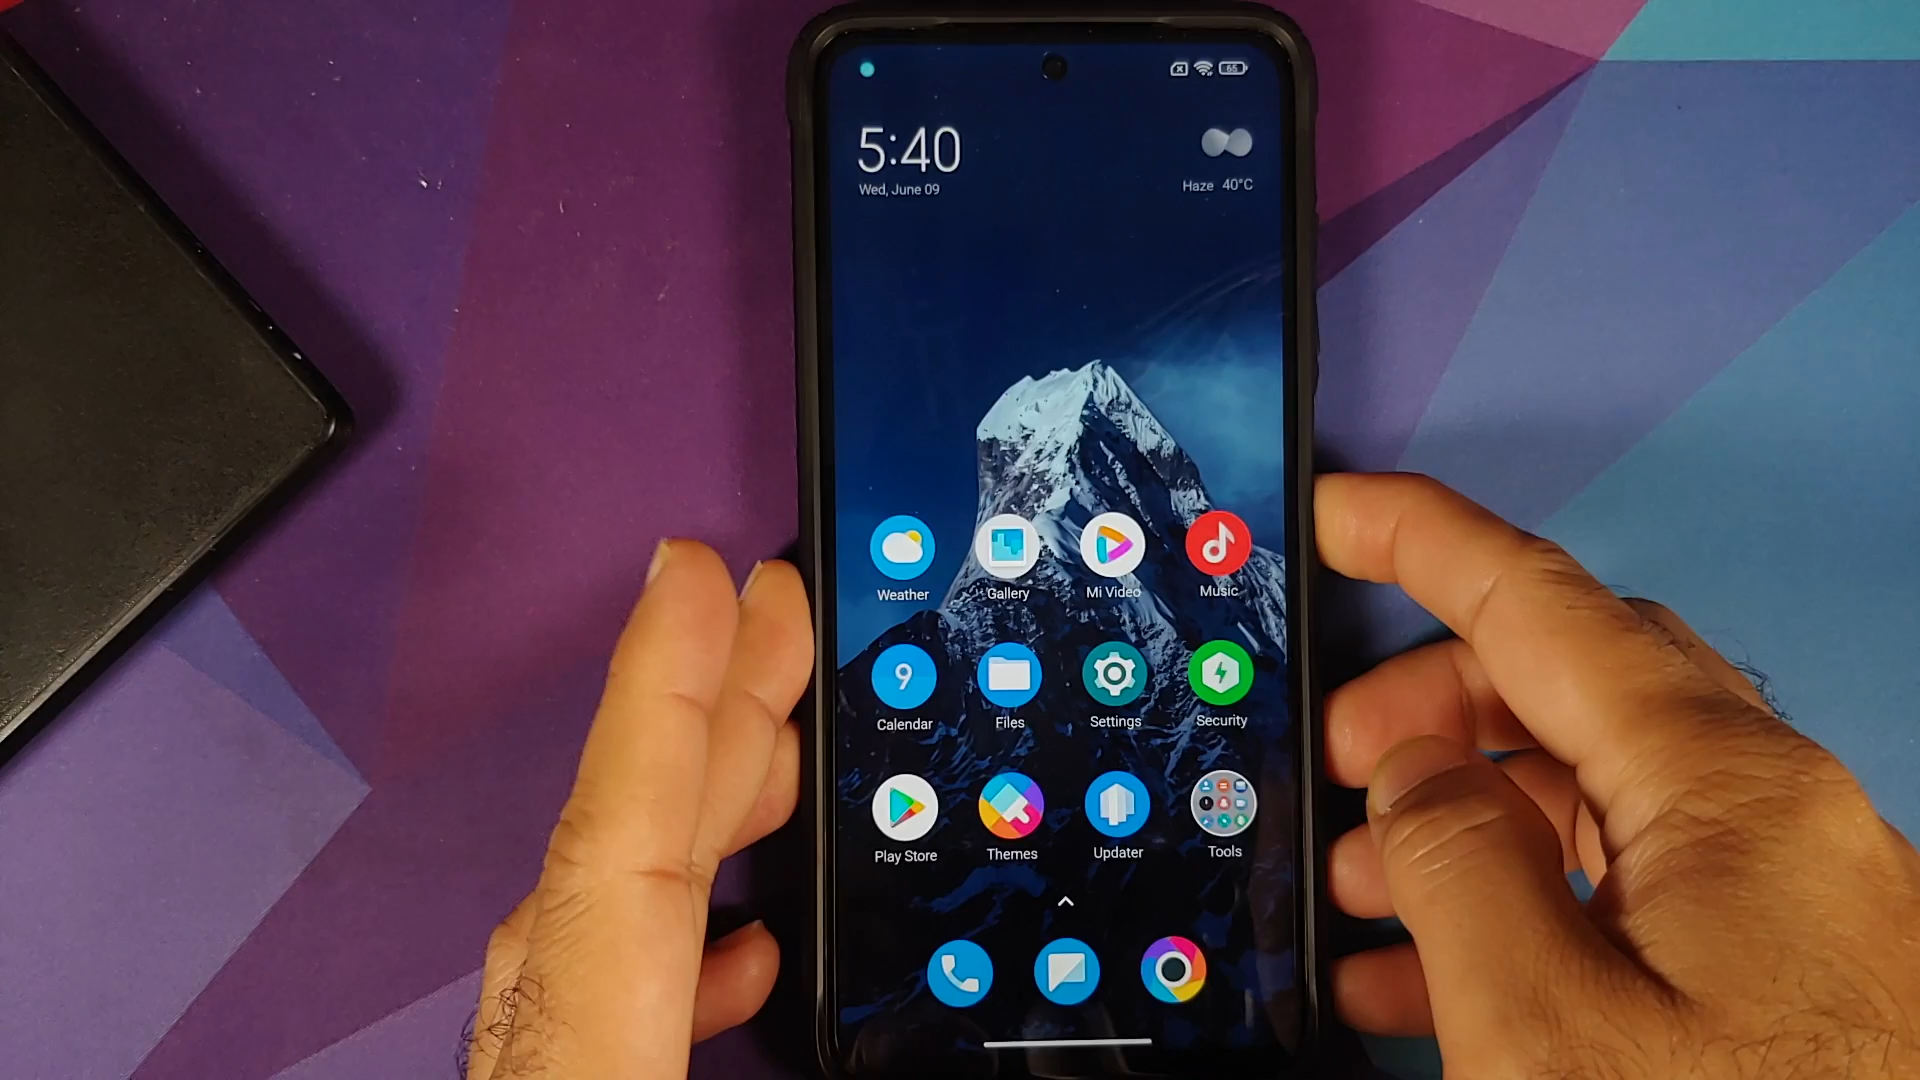 65
5:40
Wed, June 09
Haze 40°C
Weather
Gallery
Mi Video
Music
9
Calendar
Files
Settings
Security
Play Store
Themes
Updater
Tools